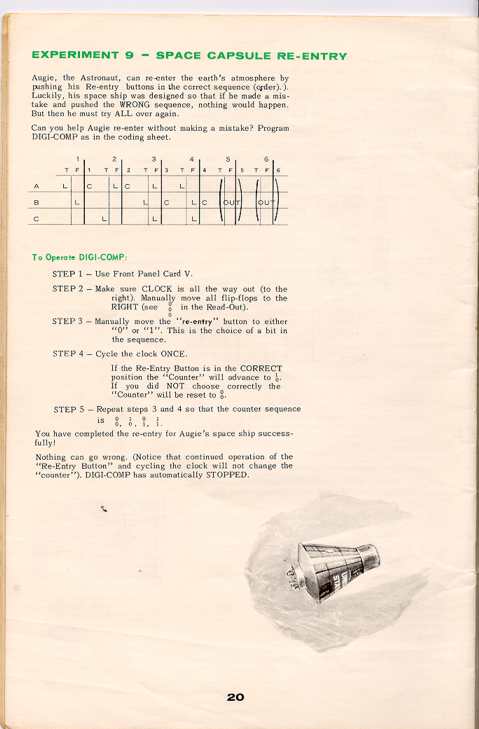 EXPERIMENT 9 – SPACE CAPSULE RE-ENTRY
Augie, the Astronaut, can re-enter the earth's atmosphere by
pushing his Re-entry buttons in the correct sequence (order).).
Luckily, his space ship was designed so that if he made a mis-
take and pushed the WRONG sequence, nothing would happen.
But then he must try ALL over again.
Can you help Augie re-enter without making a mistake? Program
DIGI-COMP as in the coding sheet.
1 2 3 4 5 6
T F 1 T F 2 T F 3 T F 4 T F 5 T F 6
A L C L C L L
B L L C L C OUT OUT
C L L L
To Operate DIGI-COMP:
STEP 1 – Use Front Panel Card V.
STEP 2 – Make sure CLOCK is all the way out (to the
right). Manually move all flip-flops to the
RIGHT (see 0 0 0 in the Read-Out).
STEP 3 – Manually move the "re-entry" button to either
"0" or "1". This is the choice of a bit in
the sequence.
STEP 4 – Cycle the clock ONCE.
If the Re-Entry Button is in the CORRECT
position the "Counter" will advance to 1 0.
If you did NOT choose correctly the
"Counter" will be reset to 0 0.
STEP 5 – Repeat steps 3 and 4 so that the counter sequence
is 0 0, 1 0, 0 1, 1 1.
You have completed the re-entry for Augie's space ship success-
fully!
Nothing can go wrong. (Notice that continued operation of the
"Re-Entry Button" and cycling the clock will not change the
"counter"). DIGI-COMP has automatically STOPPED.
20